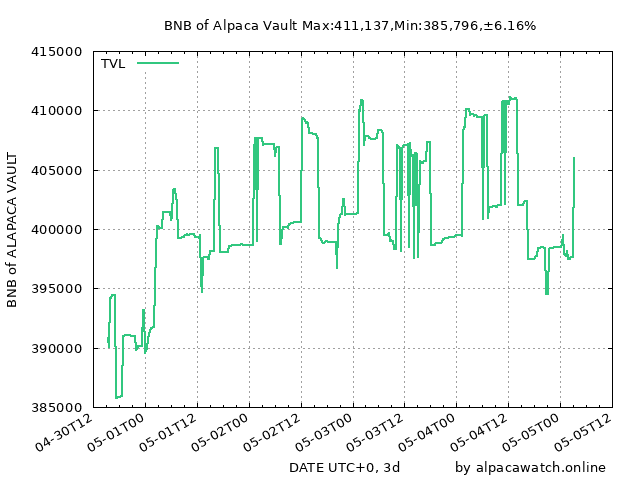 BNB of Alpaca Vault Max:411,137,Min:385,796,±6.16%
415000
TVL
410000
405000
400000
395000
390000
385000
BNB of ALAPACA VAULT
04-30T12
05-01T00
05-01T12
05-02T00
05-02T12
05-03T00
05-03T12
05-04T00
05-04T12
05-05T00
05-05T12
DATE UTC+0, 3d
by alpacawatch.online